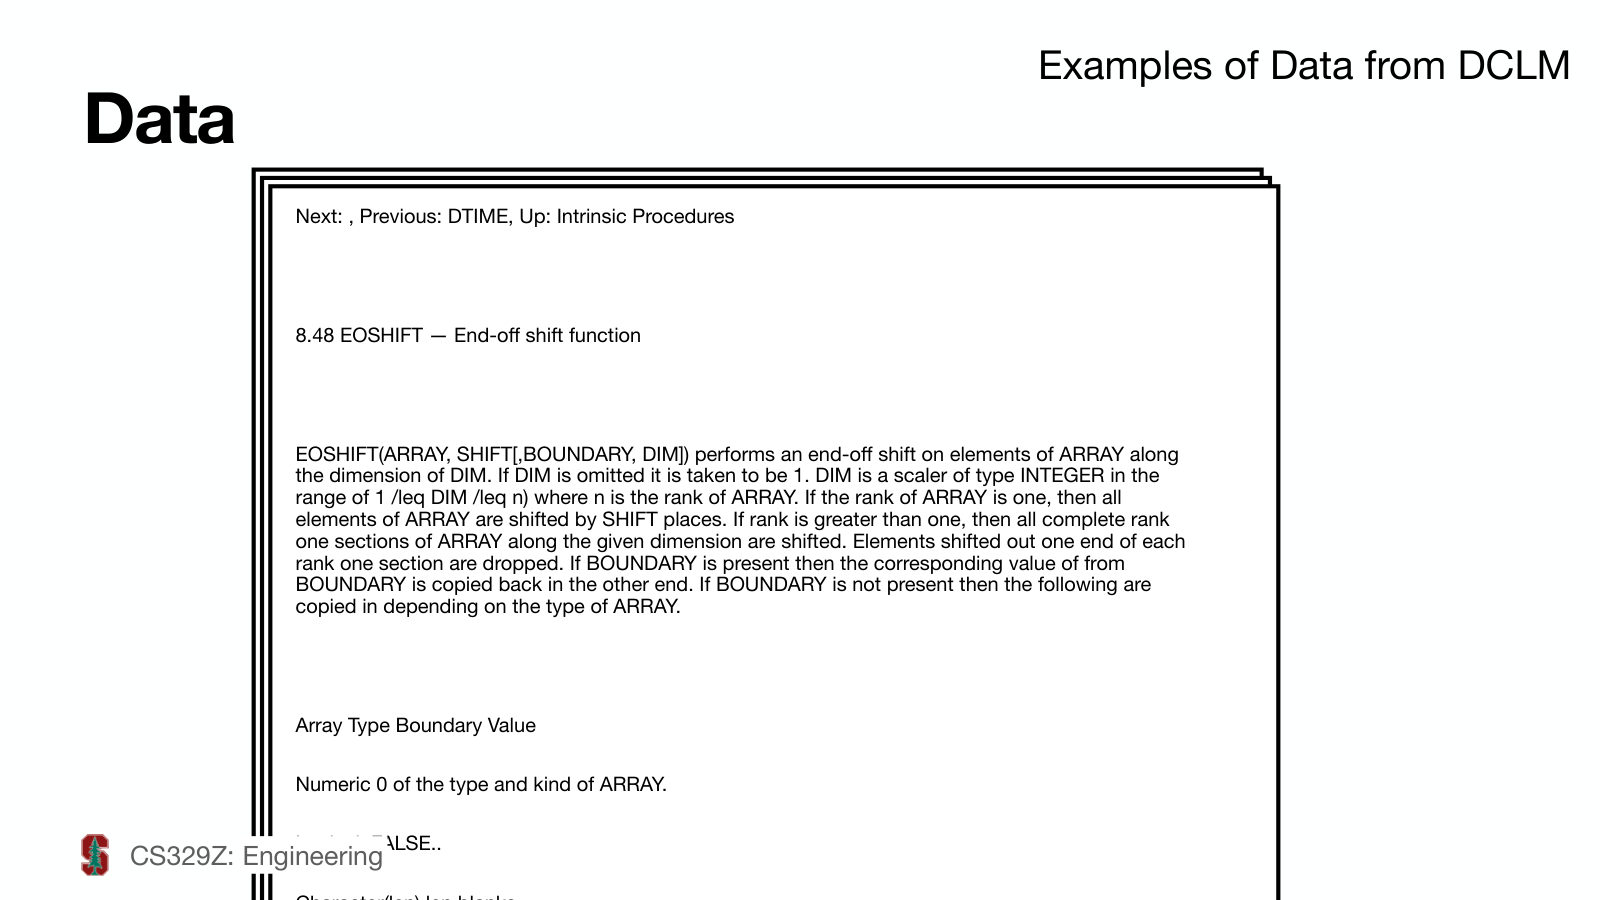 Examples of Data from DCLM
Data
Next: , Previous: DTIME, Up: Intrinsic Procedures
8.48 EOSHIFT — End-off shift function
EOSHIFT(ARRAY, SHIFT[,BOUNDARY, DIM]) performs an end-off shift on elements of ARRAY along
the dimension of DIM. If DIM is omitted it is taken to be 1. DIM is a scaler of type INTEGER in the
range of 1 /leq DIM /leq n) where n is the rank of ARRAY. If the rank of ARRAY is one, then all
elements of ARRAY are shifted by SHIFT places. If rank is greater than one, then all complete rank
one sections of ARRAY along the given dimension are shifted. Elements shifted out one end of each
rank one section are dropped. If BOUNDARY is present then the corresponding value of from
BOUNDARY is copied back in the other end. If BOUNDARY is not present then the following are
copied in depending on the type of ARRAY.
Array Type Boundary Value
Numeric 0 of the type and kind of ARRAY.
ALSE..
CS329Z: Engineering